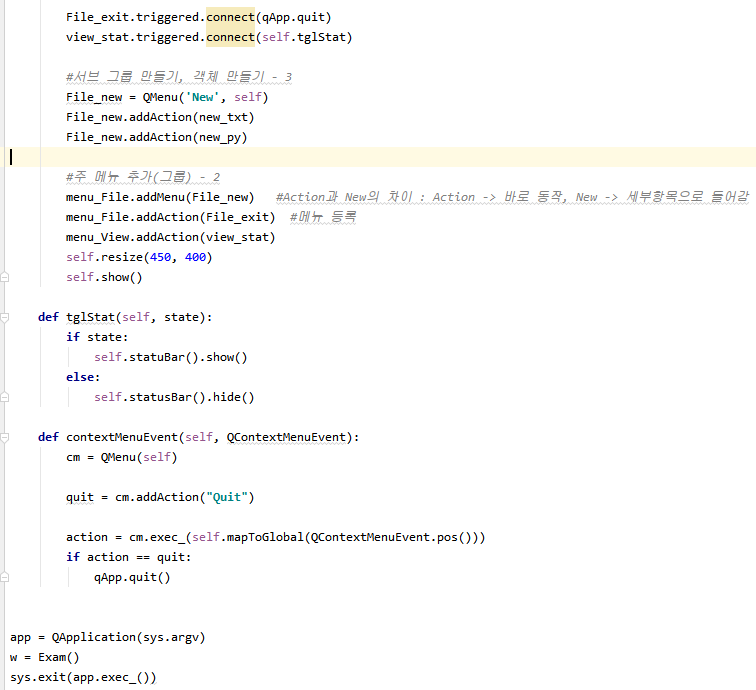 File_exit.triggered.connect(qApp.quit)
view_stat.triggered.connect(self.tglStat)
#서브 그룹 만들기, 객체 만들기 - 3
File_new = QMenu('New', self)
File_new.addAction(new_txt)
File_new.addAction(new_py)
#주 메뉴 추가(그룹) - 2
menu_File.addMenu(File_new)   #Action과 New의 차이 : Action -> 바로 동작, New -> 세부항목으로 들어감
menu_File.addAction(File_exit)  #메뉴 등록
menu_View.addAction(view_stat)
self.resize(450, 400)
self.show()
def tglStat(self, state):
if state:
self.statuBar().show()
else:
self.statusBar().hide()
def contextMenuEvent(self, QContextMenuEvent):
cm = QMenu(self)
quit = cm.addAction("Quit")
action = cm.exec_(self.mapToGlobal(QContextMenuEvent.pos()))
if action == quit:
qApp.quit()
app = QApplication(sys.argv)
w = Exam()
sys.exit(app.exec_())